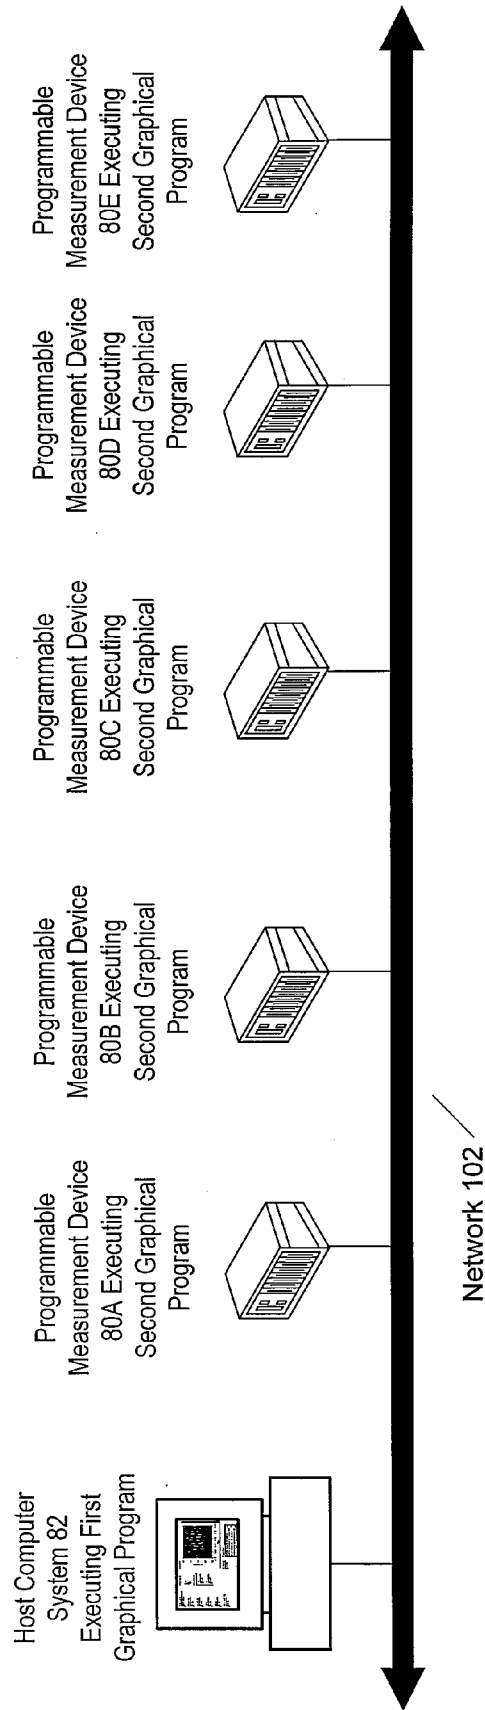 Host Computer
System 82
Executing First
Graphical Program
Programmable
Measurement Device
80A Executing
Second Graphical
Program
Programmable
Measurement Device
80B Executing
Second Graphical
Program
Programmable
Measurement Device
80C Executing
Second Graphical
Program
Programmable
Measurement Device
80D Executing
Second Graphical
Program
Programmable
Measurement Device
80E Executing
Second Graphical
Program
Network 102